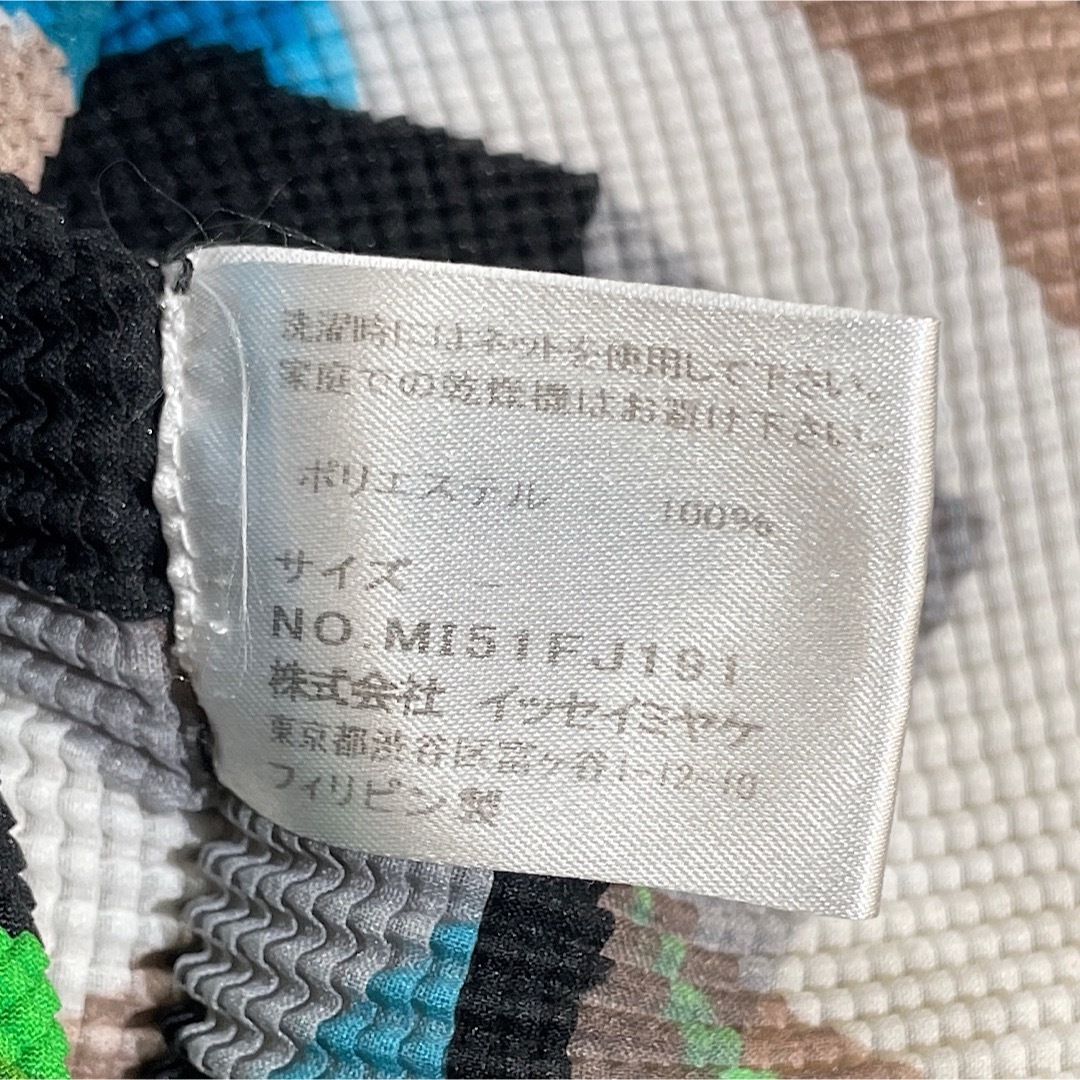 洗濯時にはネットを使用して下さい。
家庭での乾燥機はお避け下さい。
ポリエステル 100%
サイズ -
NO.MI51FJ191
株式会社 イッセイミヤケ
東京都渋谷区富ヶ谷1-12-10
フィリピン製